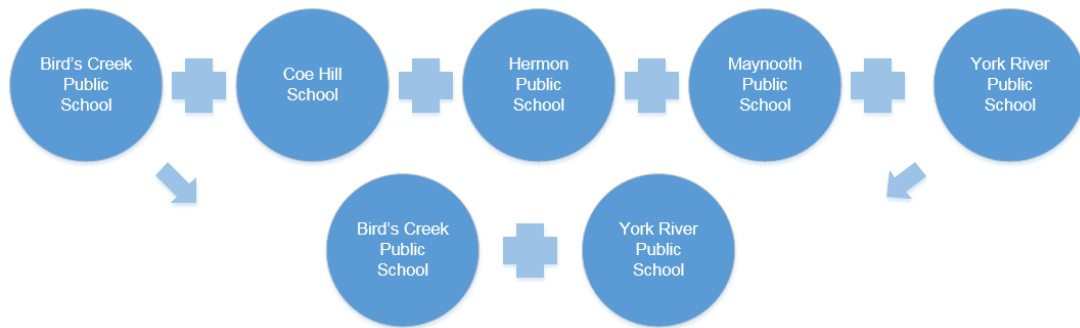 Bird's Creek
Public
School
Coe Hill
School
Hermon
Public
School
Maynooth
Public
School
York River
Public
School
Bird's Creek
Public
School
York River
Public
School